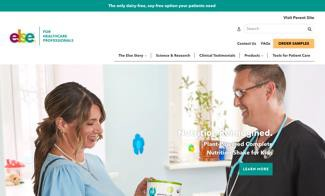 The only dairy-free, soy-free option your patients need
Visit Parent Site
else
FOR
HEALTHCARE
PROFESSIONALS
Search
Contact Us
FAQs
ORDER SAMPLES
The Else Story
Science & Research
Clinical Testimonials
Products
Tools for Patient Care
Nutrition Reimagined.
Plant-Powered Complete
Nutrition Shake for Kids
LEARN MORE